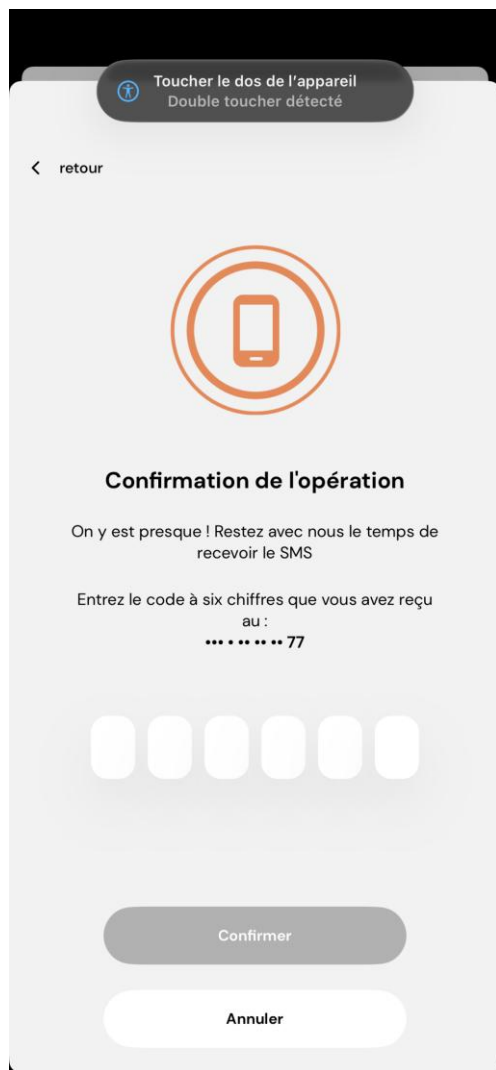 Toucher le dos de l’appareil
Double toucher détecté
retour
Confirmation de l'opération
On y est presque ! Restez avec nous le temps de
recevoir le SMS
Entrez le code à six chiffres que vous avez reçu
au :
••• • •• •• •• 77
Confirmer
Annuler